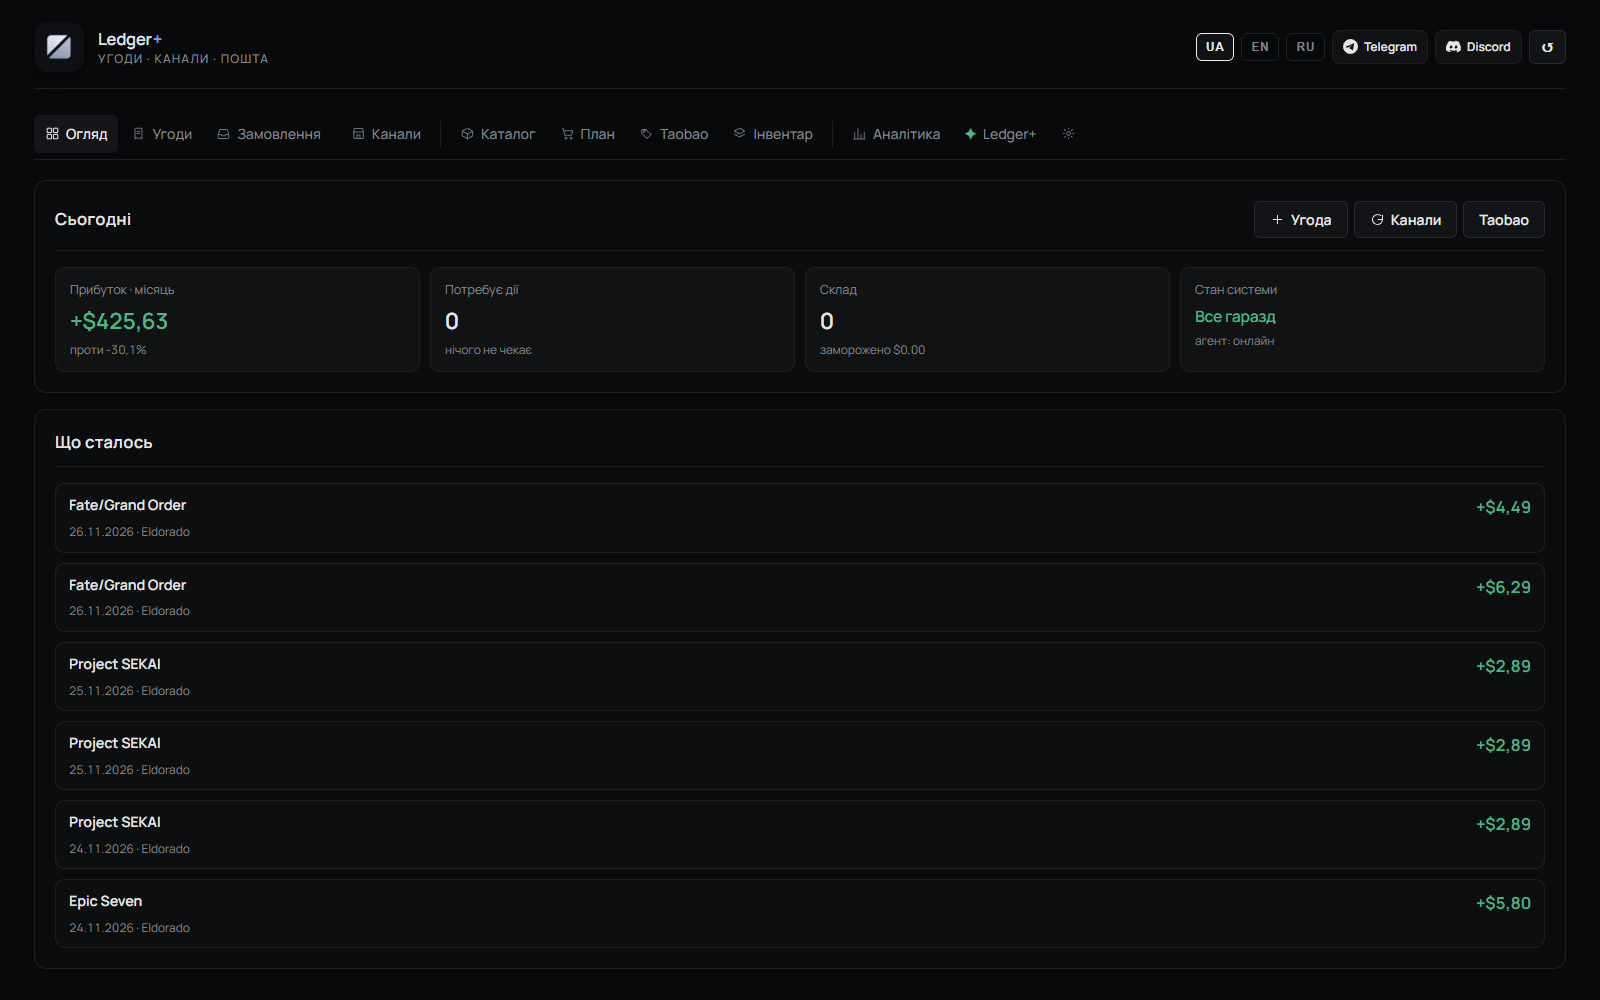 Ledger+
УГОДИ · КАНАЛИ · ПОШТА
UA
EN
RU
Telegram
Discord
Огляд
Угоди
Замовлення
Канали
Каталог
План
Taobao
Інвентар
Аналітика
Ledger+
Сьогодні
+ Угода
Канали
Taobao
Прибуток · місяць
+$425,63
проти -30,1%
Потребує дії
0
нічого не чекає
Склад
0
заморожено $0,00
Стан системи
Все гаразд
агент: онлайн
Що сталось
Fate/Grand Order
+$4,49
26.11.2026 · Eldorado
Fate/Grand Order
+$6,29
26.11.2026 · Eldorado
Project SEKAI
+$2,89
25.11.2026 · Eldorado
Project SEKAI
+$2,89
25.11.2026 · Eldorado
Project SEKAI
+$2,89
24.11.2026 · Eldorado
Epic Seven
+$5,80
24.11.2026 · Eldorado